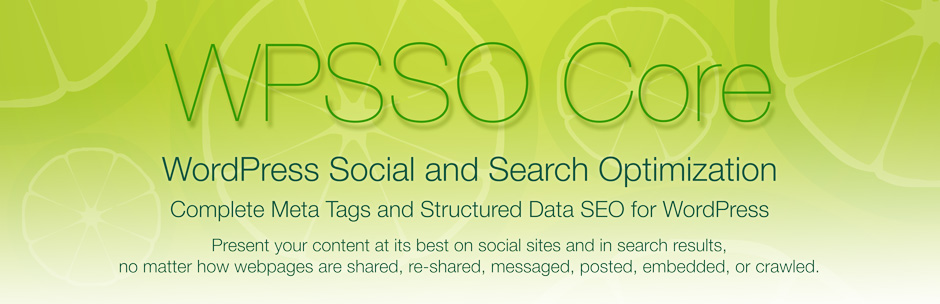 WPSSO Core
WordPress Social and Search Optimization
Complete Meta Tags and Structured Data SEO for WordPress
Present your content at its best on social sites and in search results,
no matter how webpages are shared, re-shared, messaged, posted, embedded, or crawled.